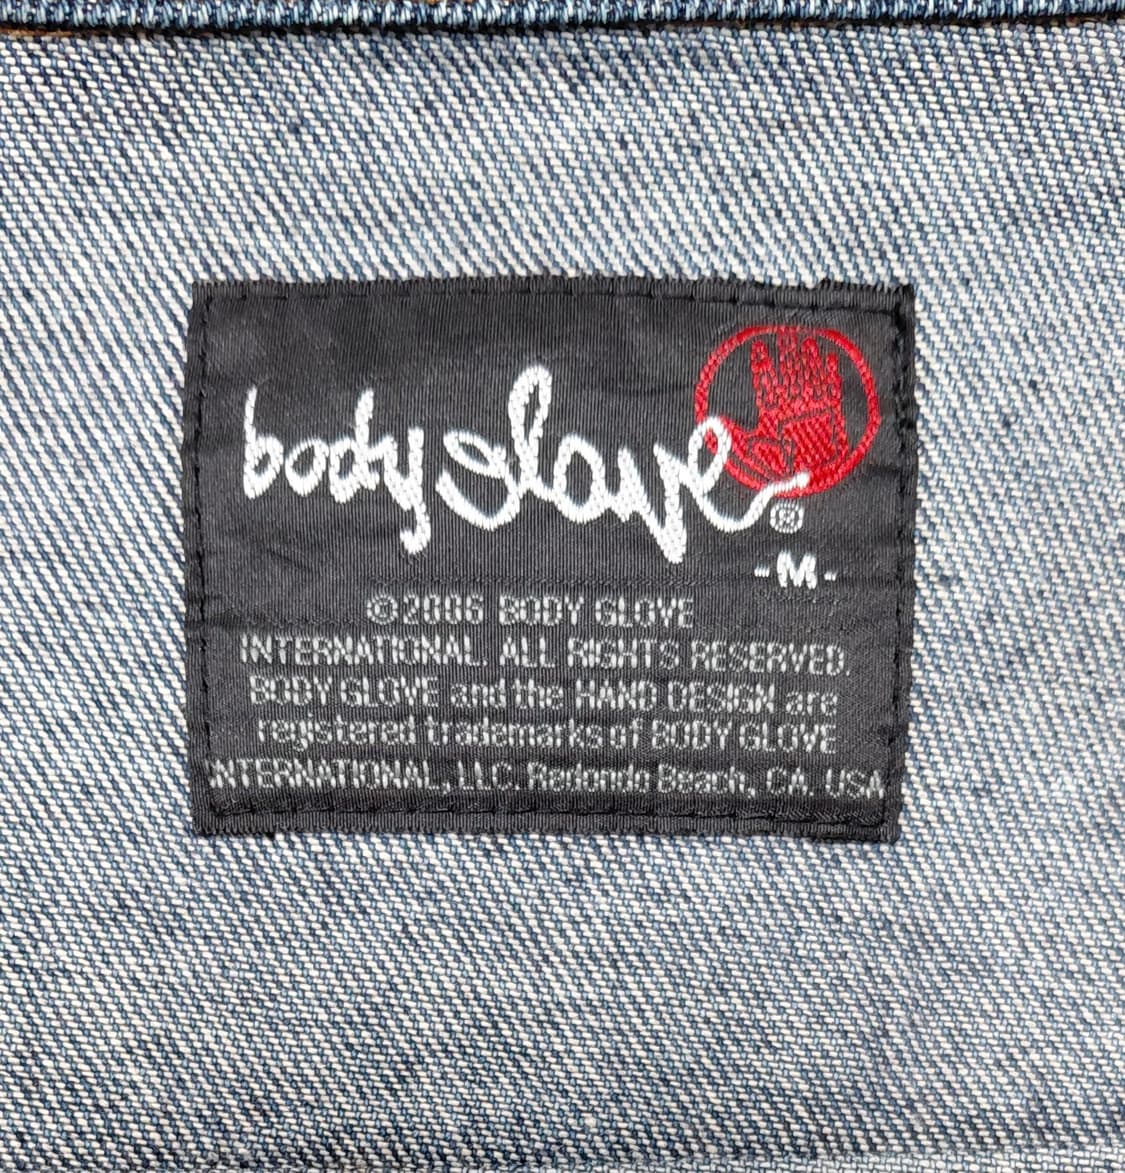 body glove®
-M-
©2006 BODY GLOVE
INTERNATIONAL. ALL RIGHTS RESERVED.
BODY GLOVE and the HAND DESIGN are
registered trademarks of BODY GLOVE
INTERNATIONAL, LLC. Redondo Beach, CA, USA